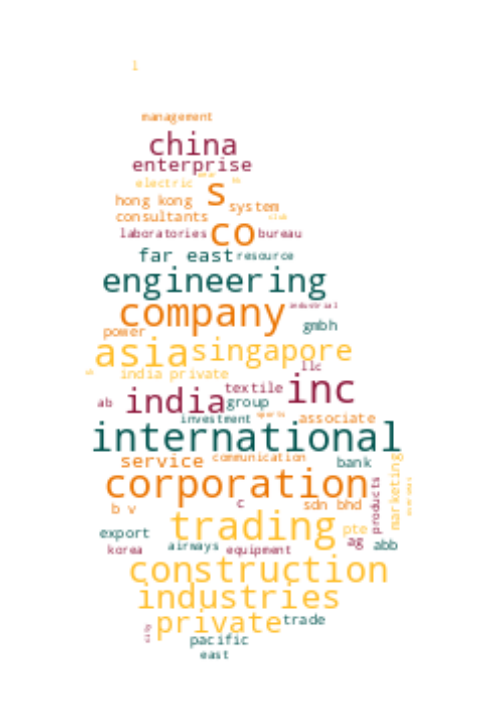 l
management
china
enterprise
electric
s
hong kong system
consultants
laboratories co bureau
far east resource
engineering
industrial
company
gmbh
power
asia singapore
llc
india private
textile inc
ab india group
investment sports associate
international
service communication bank
corporation
marketing
products
b v c sdn bhd
trading pte
export ag abb
korea airways equipment
construction
industries
private trade
city
pacific
east